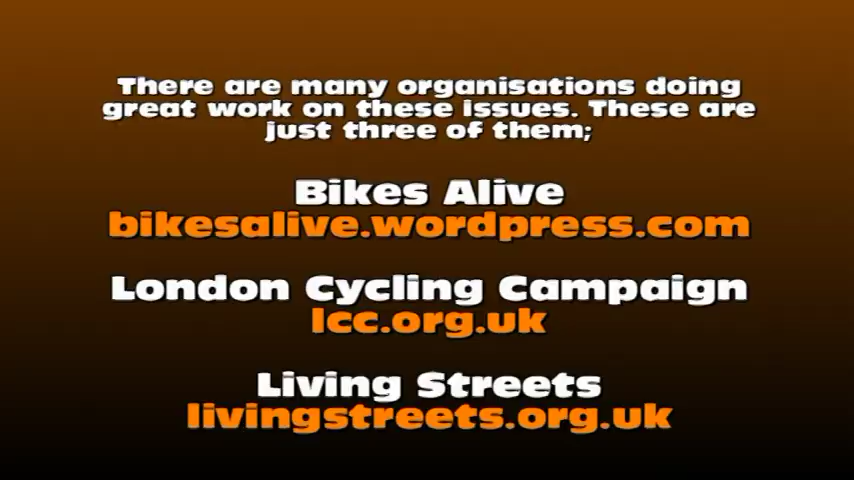 There are many organisations doing
great work on these issues. These are
just three of them;
Bikes Alive
bikesalive.wordpress.com
London Cycling Campaign
lcc.org.uk
Living Streets
livingstreets.org.uk